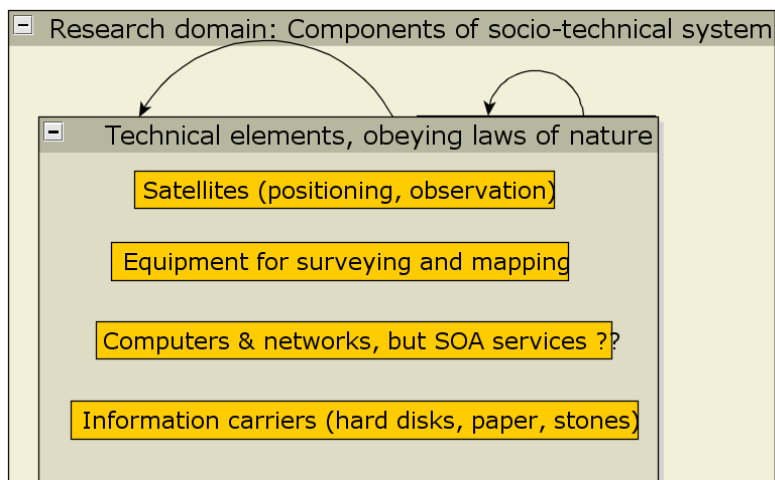 Research domain: Components of socio-technical system
Technical elements, obeying laws of nature
Satellites (positioning, observation)
Equipment for surveying and mapping
Computers & networks, but SOA services ??
Information carriers (hard disks, paper, stones)